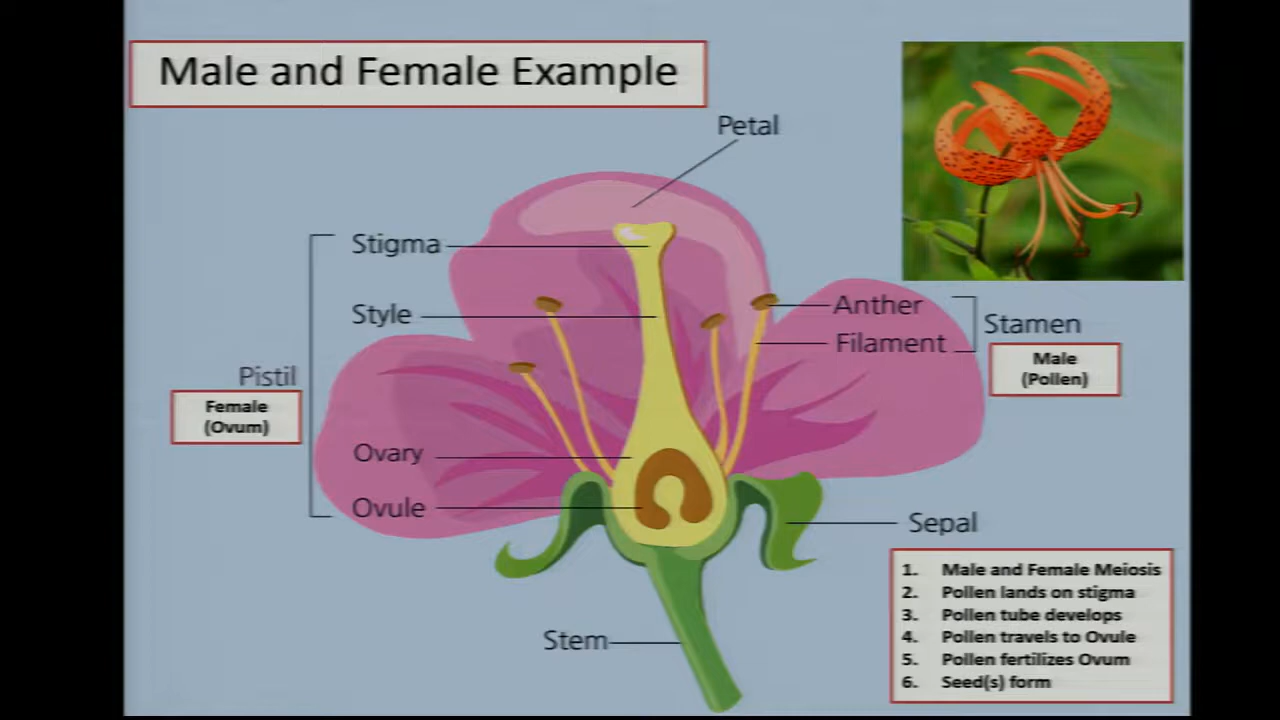 Male and Female Example
Petal
Stigma
Style
Pistil
Female
(Ovum)
Ovary
Ovule
Stem
Anther
Filament
Stamen
Male
(Pollen)
Sepal
1. Male and Female Meiosis
2. Pollen lands on stigma
3. Pollen tube develops
4. Pollen travels to Ovule
5. Pollen fertilizes Ovum
6. Seed(s) form